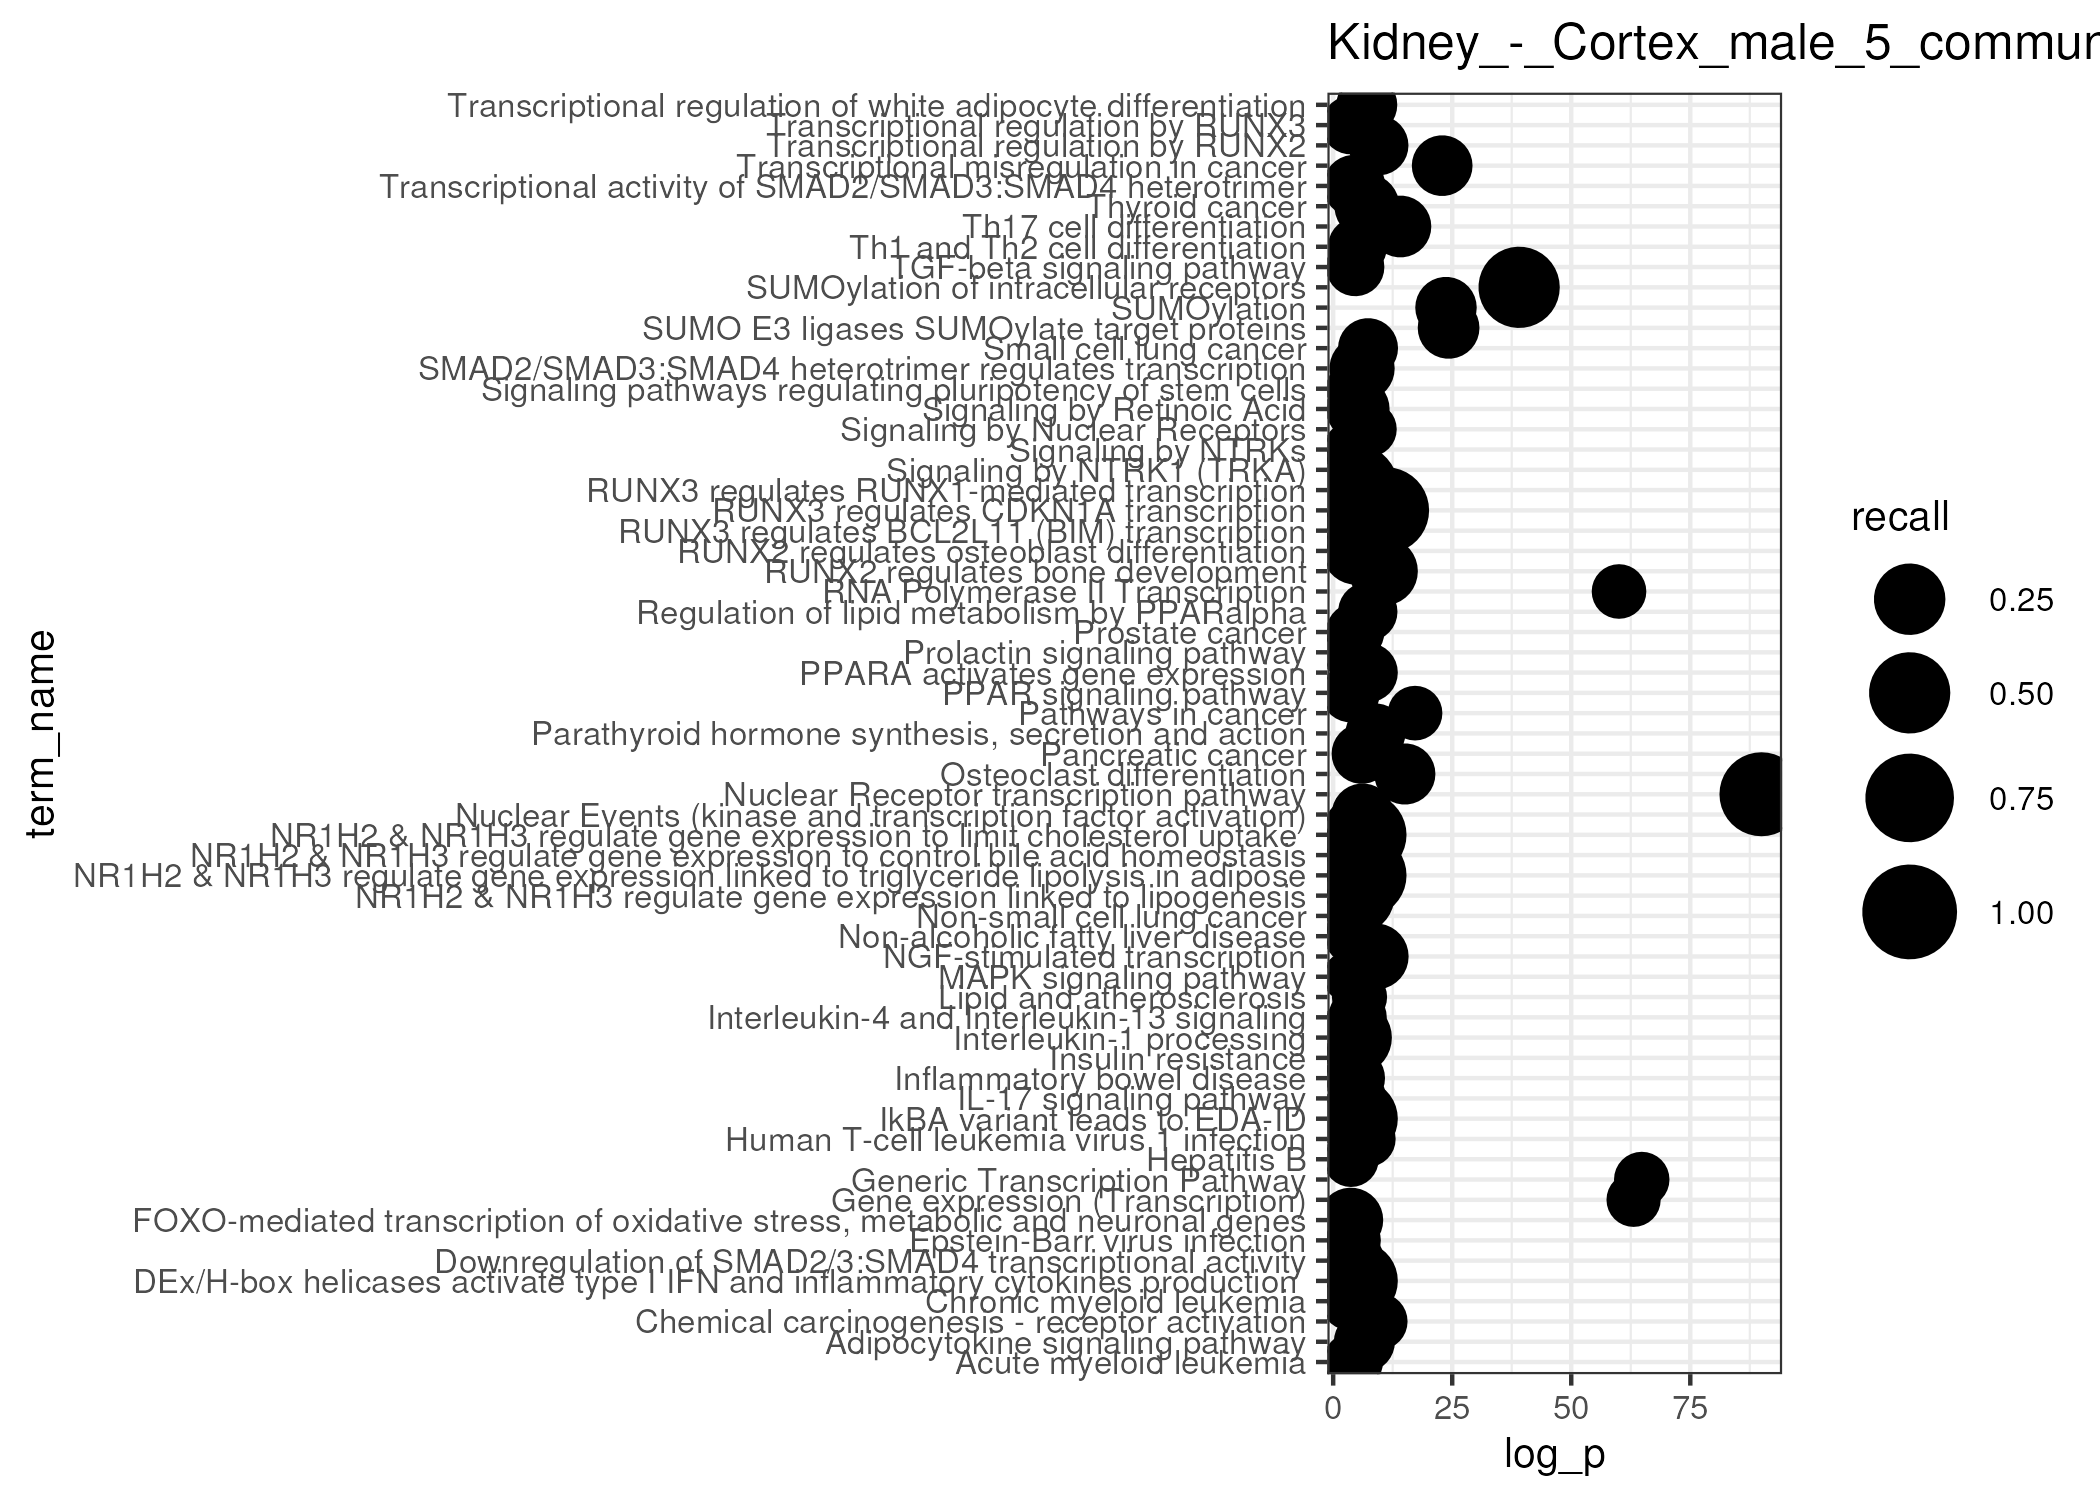 Kidney_-_Cortex_male_5_commun
Transcriptional regulation of white adipocyte differentiation
Transcriptional regulation by RUNX3
Transcriptional regulation by RUNX2
Transcriptional misregulation in cancer
Transcriptional activity of SMAD2/SMAD3:SMAD4 heterotrimer
Thyroid cancer
Th17 cell differentiation
Th1 and Th2 cell differentiation
TGF-beta signaling pathway
SUMOylation of intracellular receptors
SUMOylation
SUMO E3 ligases SUMOylate target proteins
Small cell lung cancer
SMAD2/SMAD3:SMAD4 heterotrimer regulates transcription
Signaling pathways regulating pluripotency of stem cells
Signaling by Retinoic Acid
Signaling by Nuclear Receptors
Signaling by NTRKs
Signaling by NTRK1 (TRKA)
RUNX3 regulates RUNX1-mediated transcription
RUNX3 regulates CDKN1A transcription
RUNX3 regulates BCL2L11 (BIM) transcription
RUNX2 regulates osteoblast differentiation
RUNX2 regulates bone development
RNA Polymerase II Transcription
Regulation of lipid metabolism by PPARalpha
Prostate cancer
Prolactin signaling pathway
PPARA activates gene expression
PPAR signaling pathway
Pathways in cancer
Parathyroid hormone synthesis, secretion and action
Pancreatic cancer
Osteoclast differentiation
Nuclear Receptor transcription pathway
Nuclear Events (kinase and transcription factor activation)
NR1H2 & NR1H3 regulate gene expression to limit cholesterol uptake
NR1H2 & NR1H3 regulate gene expression to control bile acid homeostasis
NR1H2 & NR1H3 regulate gene expression linked to triglyceride lipolysis in adipose
NR1H2 & NR1H3 regulate gene expression linked to lipogenesis
Non-small cell lung cancer
Non-alcoholic fatty liver disease
NGF-stimulated transcription
MAPK signaling pathway
Lipid and atherosclerosis
Interleukin-4 and Interleukin-13 signaling
Interleukin-1 processing
Insulin resistance
Inflammatory bowel disease
IL-17 signaling pathway
IkBA variant leads to EDA-ID
Human T-cell leukemia virus 1 infection
Hepatitis B
Generic Transcription Pathway
Gene expression (Transcription)
FOXO-mediated transcription of oxidative stress, metabolic and neuronal genes
Epstein-Barr virus infection
Downregulation of SMAD2/3:SMAD4 transcriptional activity
DEx/H-box helicases activate type I IFN and inflammatory cytokines production
Chronic myeloid leukemia
Chemical carcinogenesis - receptor activation
Adipocytokine signaling pathway
Acute myeloid leukemia
term_name
0 25 50 75
log_p
recall
0.25
0.50
0.75
1.00